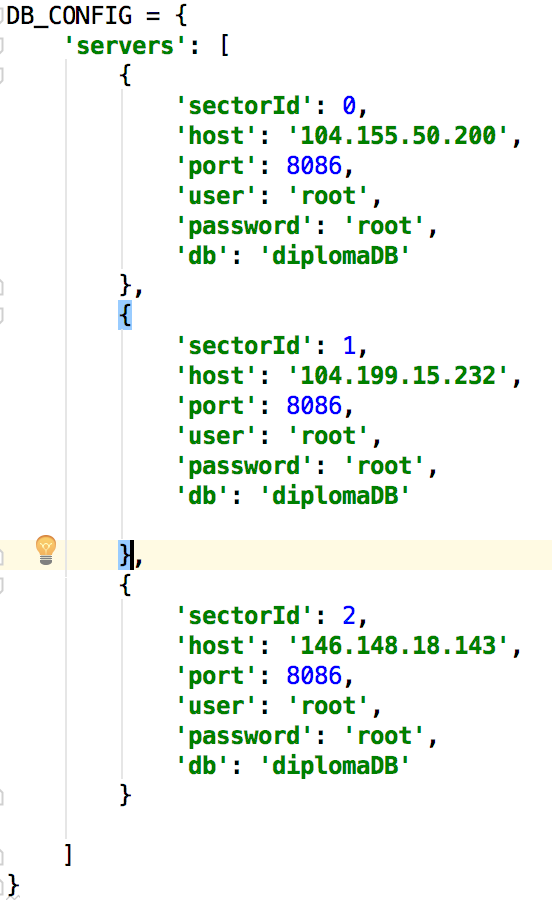 DB_CONFIG = {
    'servers': [
        {
            'sectorId': 0,
            'host': '104.155.50.200',
            'port': 8086,
            'user': 'root',
            'password': 'root',
            'db': 'diplomaDB'
        },
        {
            'sectorId': 1,
            'host': '104.199.15.232',
            'port': 8086,
            'user': 'root',
            'password': 'root',
            'db': 'diplomaDB'

        },
        {
            'sectorId': 2,
            'host': '146.148.18.143',
            'port': 8086,
            'user': 'root',
            'password': 'root',
            'db': 'diplomaDB'
        }

    ]
}